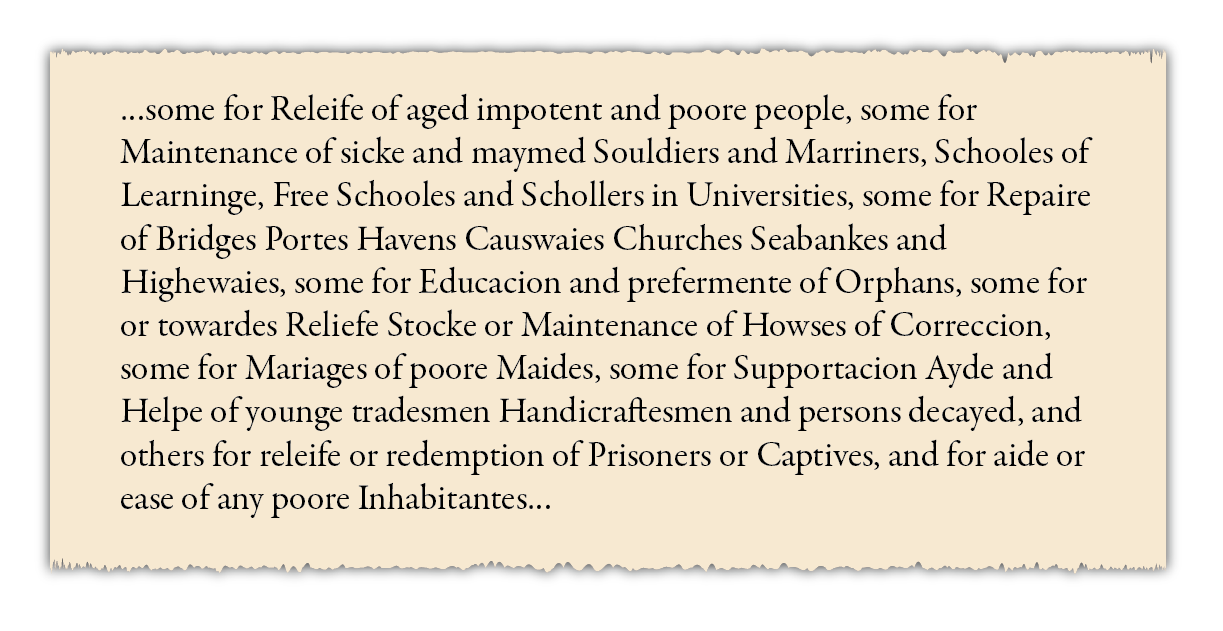 ...some for Releife of aged impotent and poore people, some for
Maintenance of sicke and maymed Souldiers and Marriners, Schooles of
Learninge, Free Schooles and Schollers in Universities, some for Repaire
of Bridges Portes Havens Causwaies Churches Seabankes and
Highewaies, some for Educacion and prefermente of Orphans, some for
or towardes Reliefe Stocke or Maintenance of Howses of Correccion,
some for Mariages of poore Maides, some for Supportacion Ayde and
Helpe of younge tradesmen Handicraftesmen and persons decayed, and
others for releife or redemption of Prisoners or Captives, and for aide or
ease of any poore Inhabitantes...